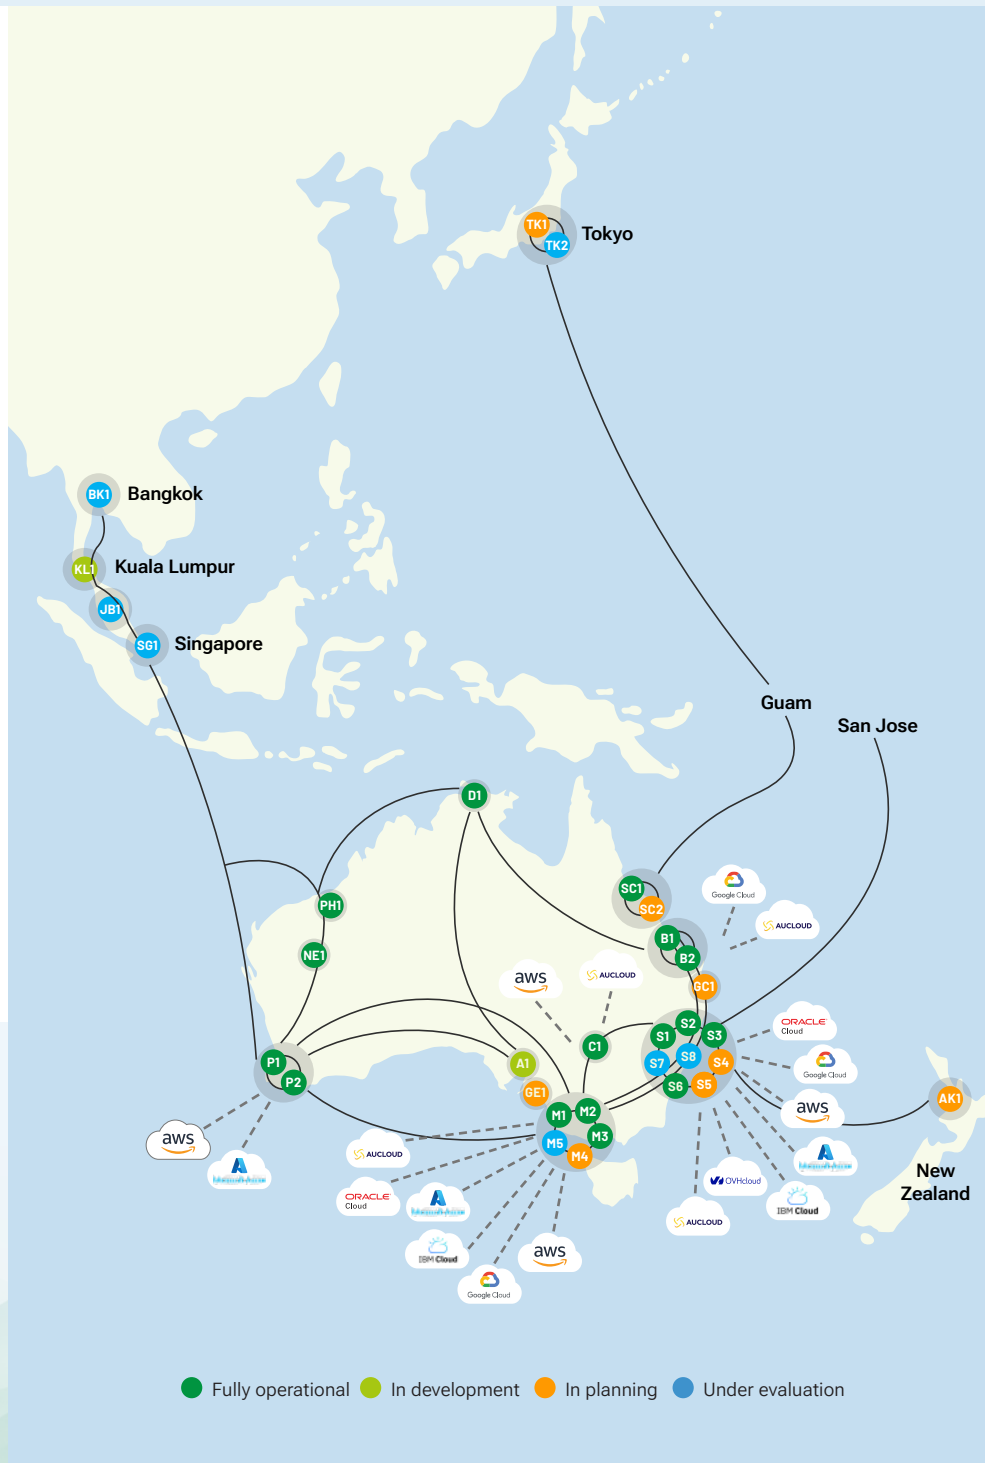 TK1
TK2
Tokyo
BK1
Bangkok
KL1
Kuala Lumpur
JB1
SG1
Singapore
Guam
San Jose
D1
SC1
SC2
PH1
NE1
B1
B2
GC1
Google Cloud
AUCLOUD
aws
AUCLOUD
C1
S1
S2
S3
S7
S8
S4
S6
S5
ORACLE
Cloud
Google Cloud
aws
OVHcloud
IBM Cloud
AUCLOUD
P1
P2
A1
GE1
M1
M2
M3
M5
M4
aws
AUCLOUD
ORACLE
Cloud
IBM Cloud
Google Cloud
aws
AK1
New
Zealand
Fully operational
In development
In planning
Under evaluation